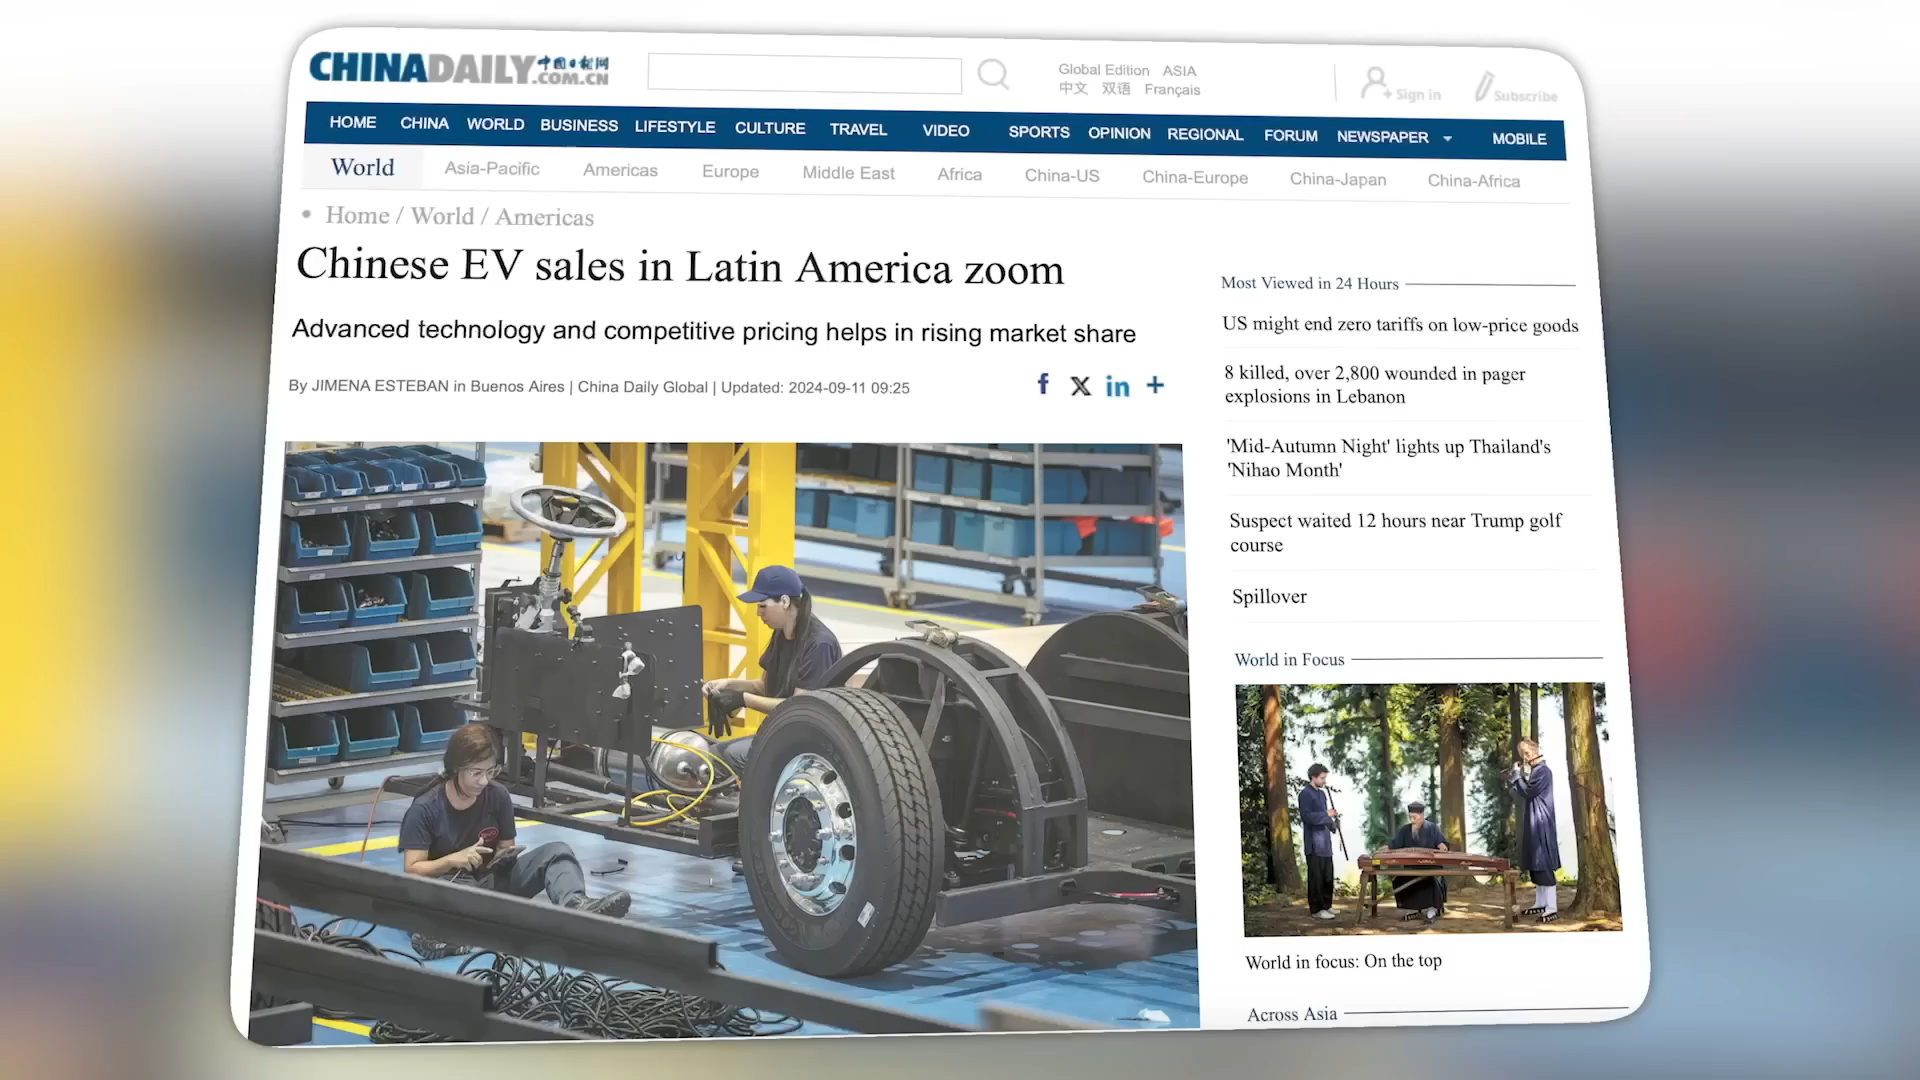 CHINADAILY.COM.CN 中国日报网
Global Edition ASIA
中文 双语 Français
Sign in
Subscribe
HOME CHINA WORLD BUSINESS LIFESTYLE CULTURE TRAVEL VIDEO SPORTS OPINION REGIONAL FORUM NEWSPAPER MOBILE
World Asia-Pacific Americas Europe Middle East Africa China-US China-Europe China-Japan China-Africa
• Home / World / Americas
Chinese EV sales in Latin America zoom
Advanced technology and competitive pricing helps in rising market share
By JIMENA ESTEBAN in Buenos Aires | China Daily Global | Updated: 2024-09-11 09:25
Most Viewed in 24 Hours
US might end zero tariffs on low-price goods
8 killed, over 2,800 wounded in pager
explosions in Lebanon
'Mid-Autumn Night' lights up Thailand's
'Nihao Month'
Suspect waited 12 hours near Trump golf
course
Spillover
World in Focus
World in focus: On the top
Across Asia